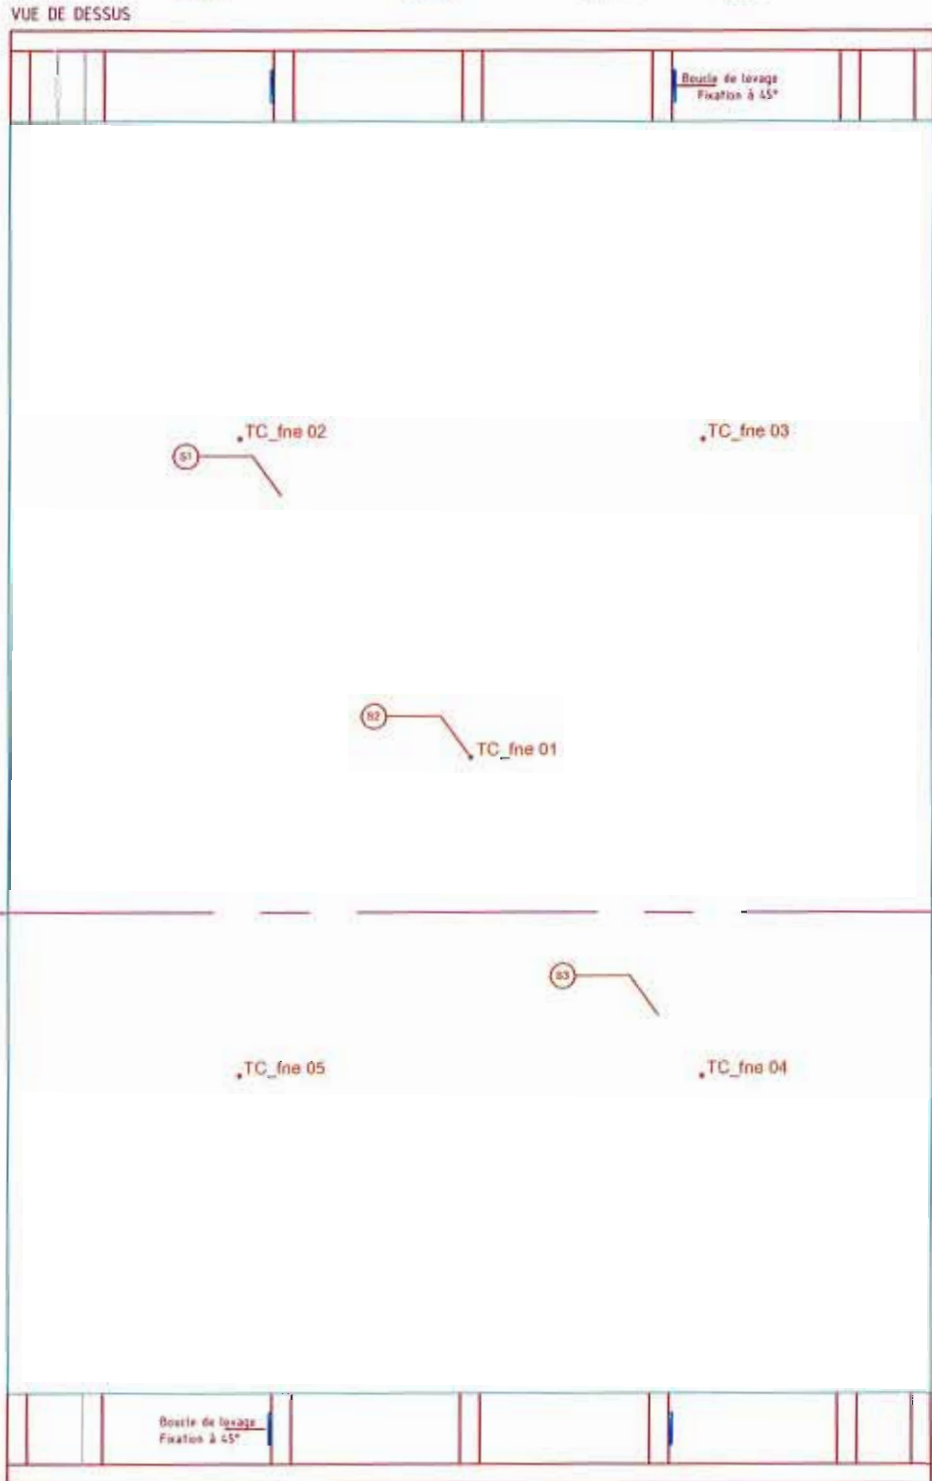 VUE DE DESSUS
Boucle de levage
Fixation à 45°
TC_fne 02
TC_fne 03
S1
S2
TC_fne 01
S3
TC_fne 05
TC_fne 04
Boucle de levage
Fixation à 45°